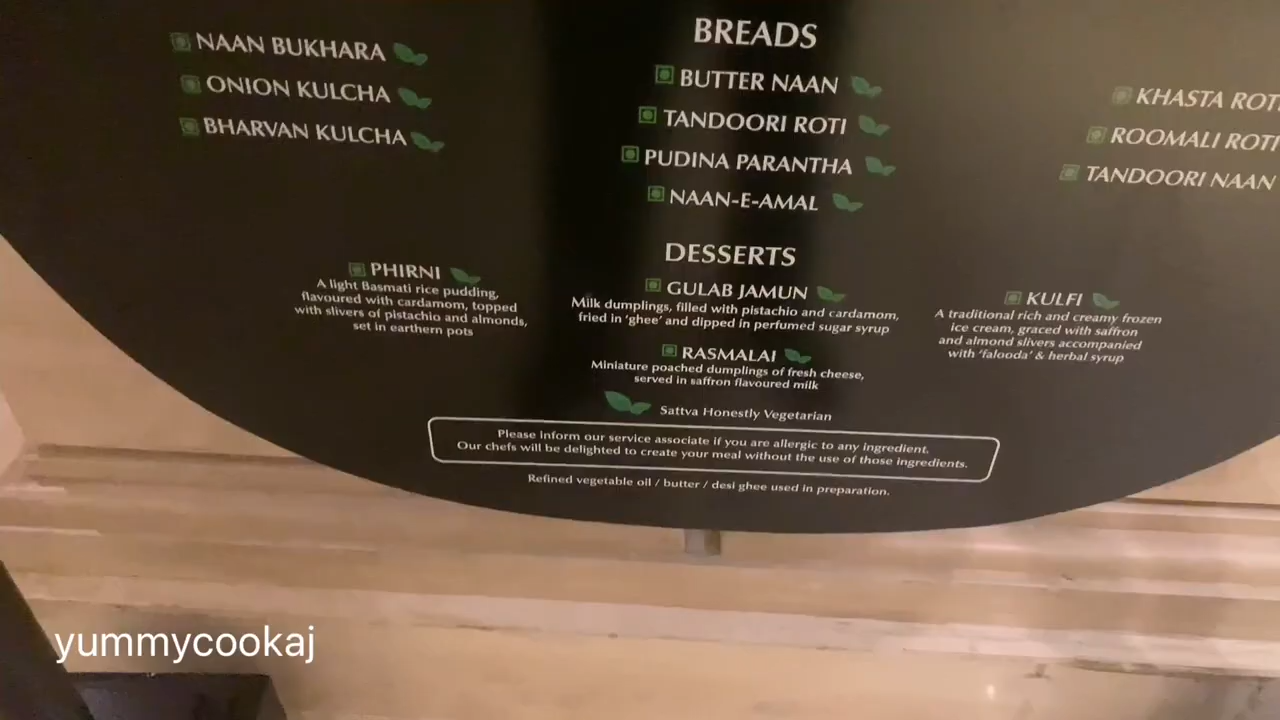 BREADS
NAAN BUKHARA
ONION KULCHA
BHARVAN KULCHA
BUTTER NAAN
TANDOORI ROTI
PUDINA PARANTHA
NAAN-E-AMAL
KHASTA ROTI
ROOMALI ROTI
TANDOORI NAAN
DESSERTS
PHIRNI
A light Basmati rice pudding,
flavoured with cardamom, topped
with slivers of pistachio and almonds,
set in earthern pots
GULAB JAMUN
Milk dumplings, filled with pistachio and cardamom,
fried in 'ghee' and dipped in perfumed sugar syrup
RASMALAI
Miniature poached dumplings of fresh cheese,
served in saffron flavoured milk
KULFI
A traditional rich and creamy frozen
ice cream, graced with saffron
and almond slivers accompanied
with 'falooda' & herbal syrup
Sattva Honestly Vegetarian
Please inform our service associate if you are allergic to any ingredient.
Our chefs will be delighted to create your meal without the use of those ingredients.
Refined vegetable oil / butter / desi ghee used in preparation.
yummycookaj